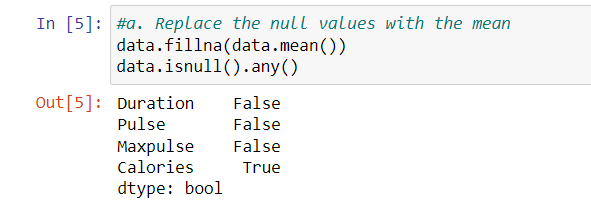 In [5]: #a. Replace the null values with the mean
data.fillna(data.mean())
data.isnull().any()
Out[5]: Duration    False
Pulse       False
Maxpulse    False
Calories     True
dtype: bool